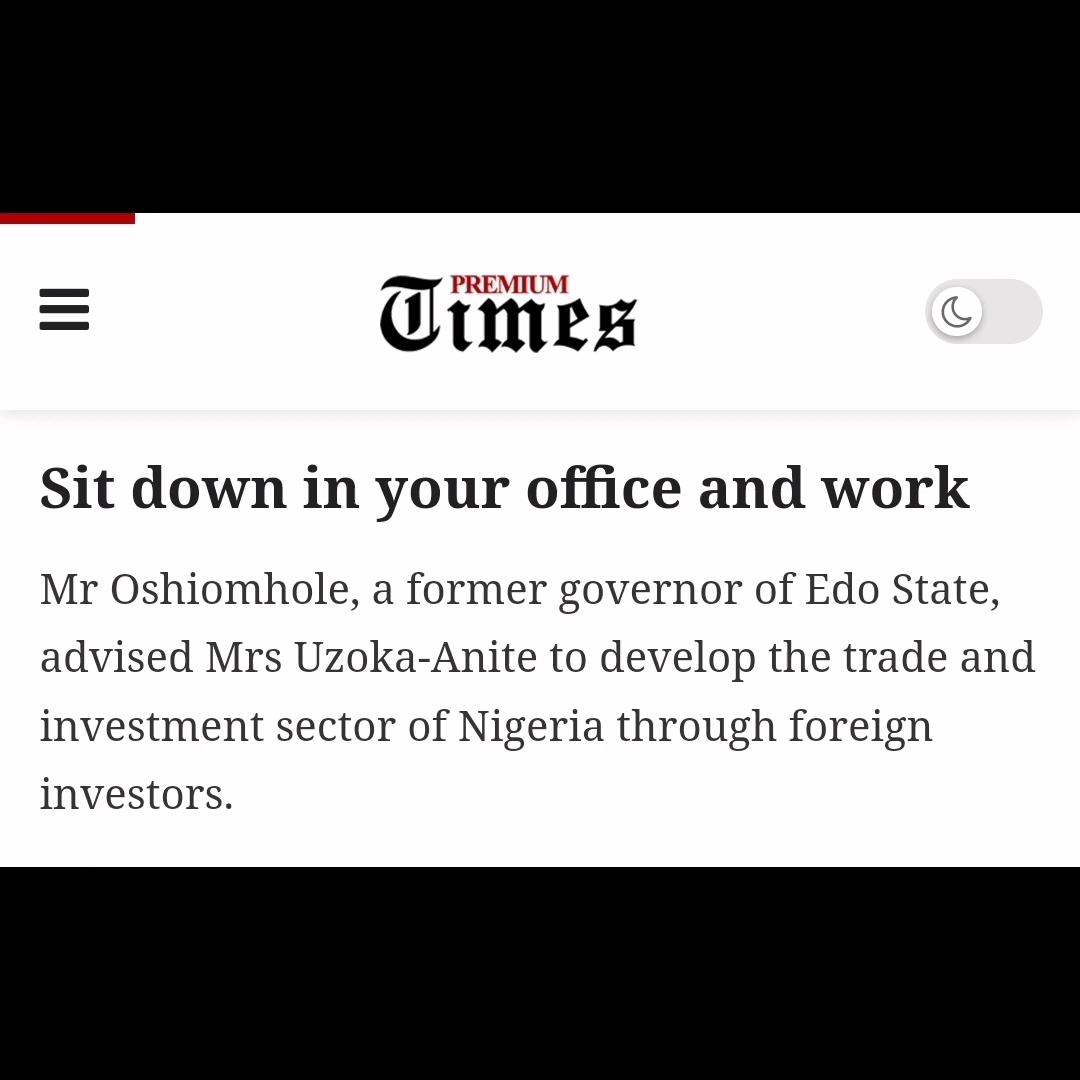 PREMIUM
Times
Sit down in your office and work
Mr Oshiomhole, a former governor of Edo State,
advised Mrs Uzoka-Anite to develop the trade and
investment sector of Nigeria through foreign
investors.